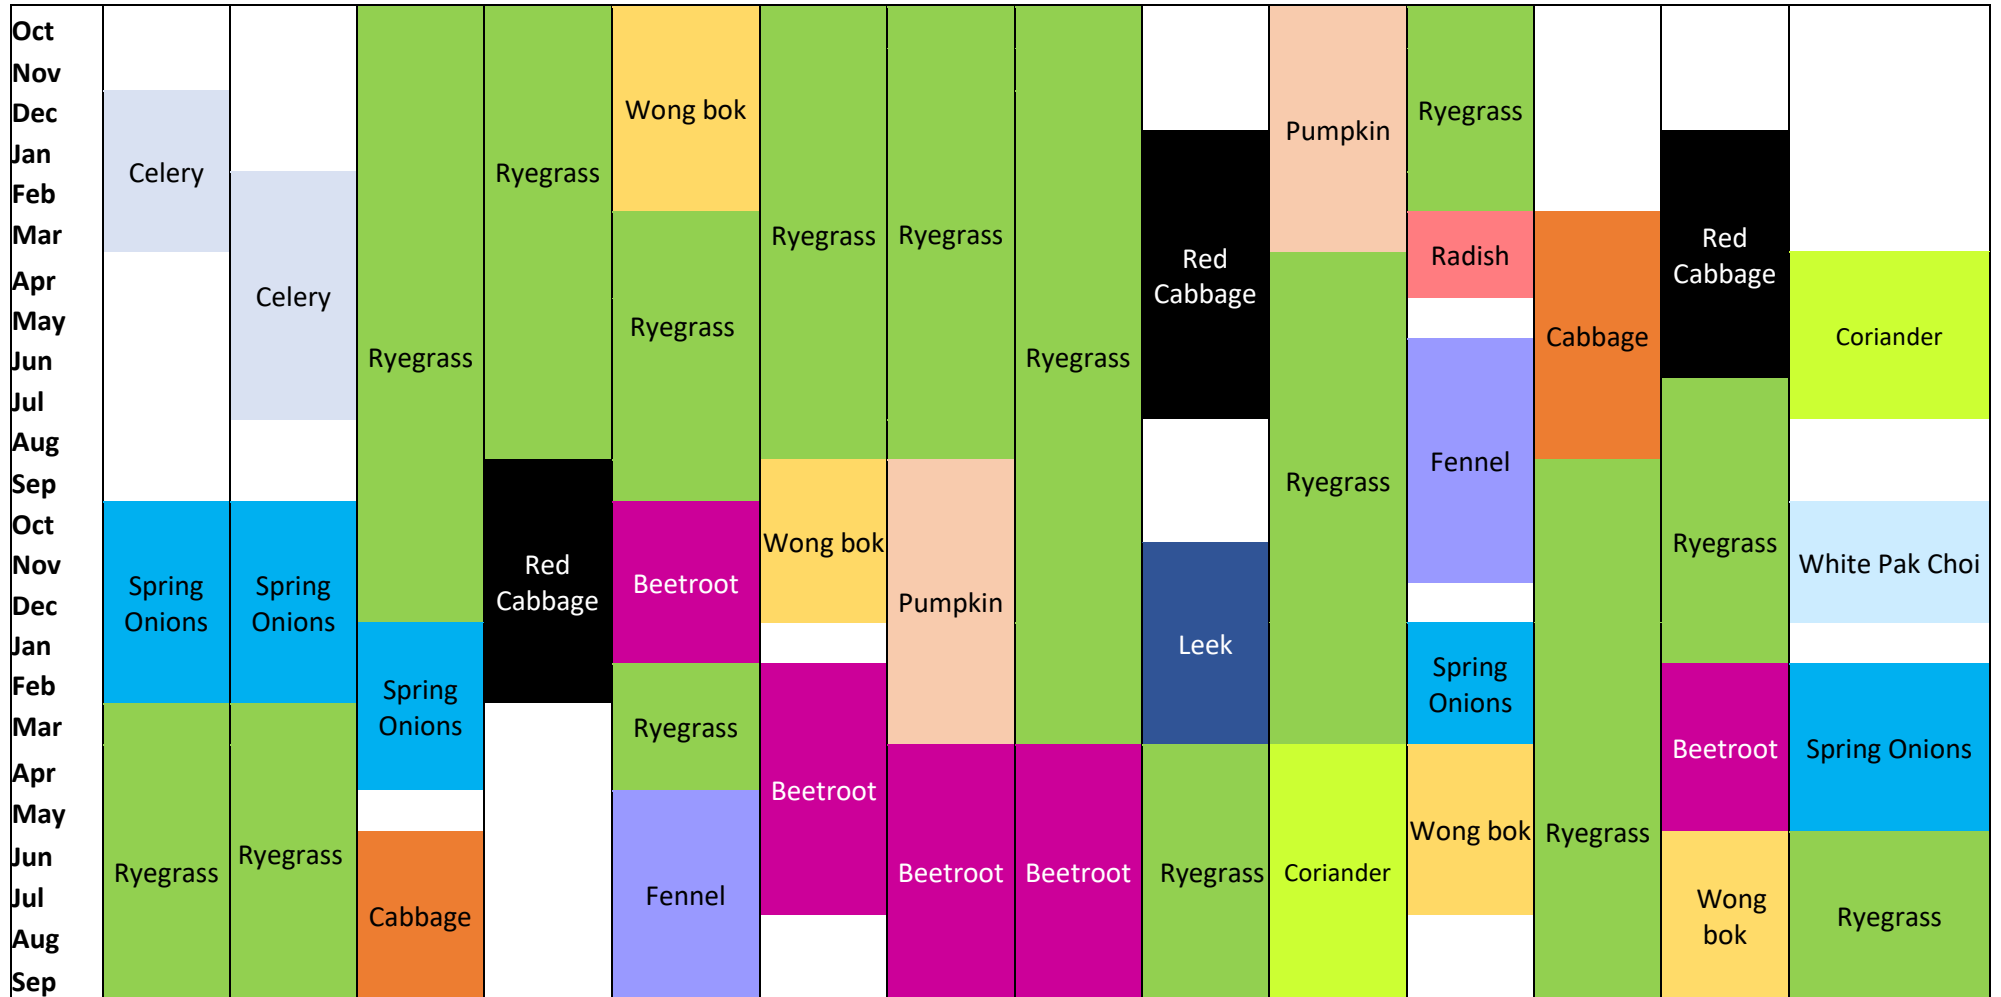 Oct
Nov
Dec
Jan
Feb
Mar
Apr
May
Jun
Jul
Aug
Sep
Oct
Nov
Dec
Jan
Feb
Mar
Apr
May
Jun
Jul
Aug
Sep
Celery
Spring
Onions
Ryegrass
Celery
Spring
Onions
Ryegrass
Ryegrass
Spring
Onions
Cabbage
Ryegrass
Red
Cabbage
Wong bok
Ryegrass
Beetroot
Ryegrass
Fennel
Ryegrass
Wong bok
Beetroot
Ryegrass
Pumpkin
Beetroot
Ryegrass
Beetroot
Red
Cabbage
Leek
Ryegrass
Pumpkin
Ryegrass
Coriander
Ryegrass
Radish
Fennel
Spring
Onions
Wong bok
Cabbage
Ryegrass
Red
Cabbage
Ryegrass
Beetroot
Wong
bok
Coriander
White Pak Choi
Spring Onions
Ryegrass